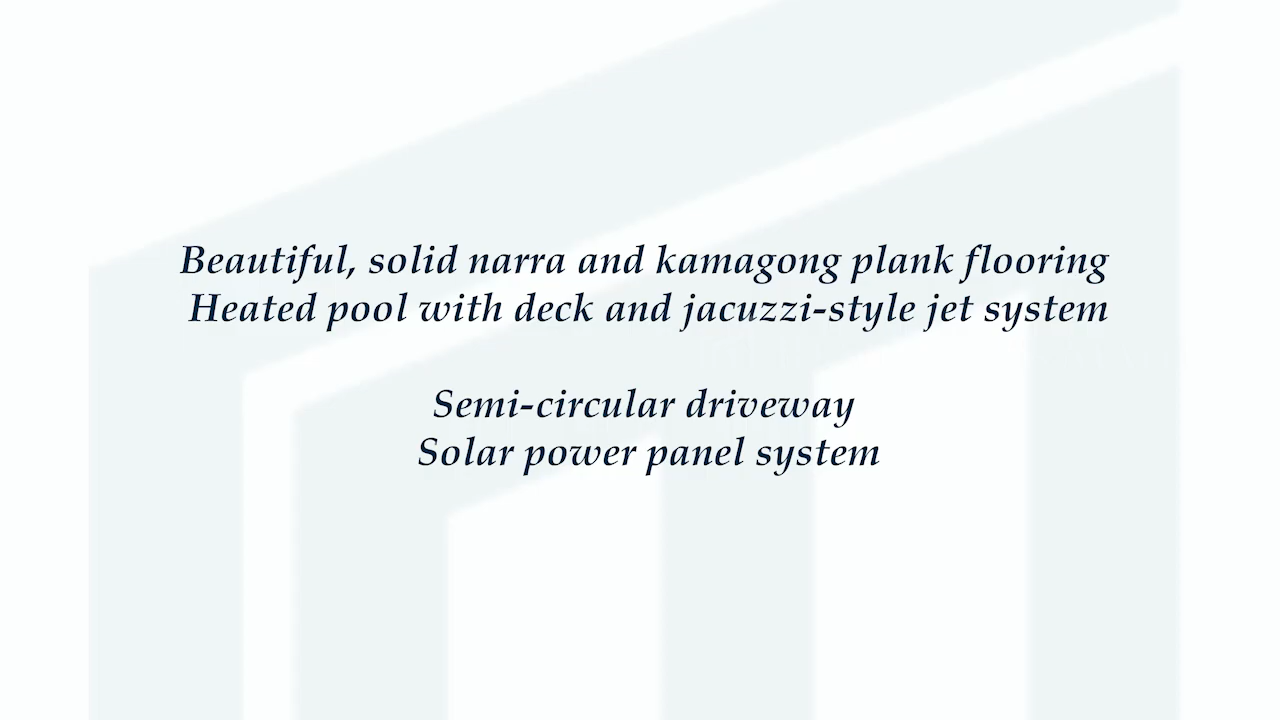 Beautiful, solid narra and kamagong plank flooring
Heated pool with deck and jacuzzi-style jet system
Semi-circular driveway
Solar power panel system